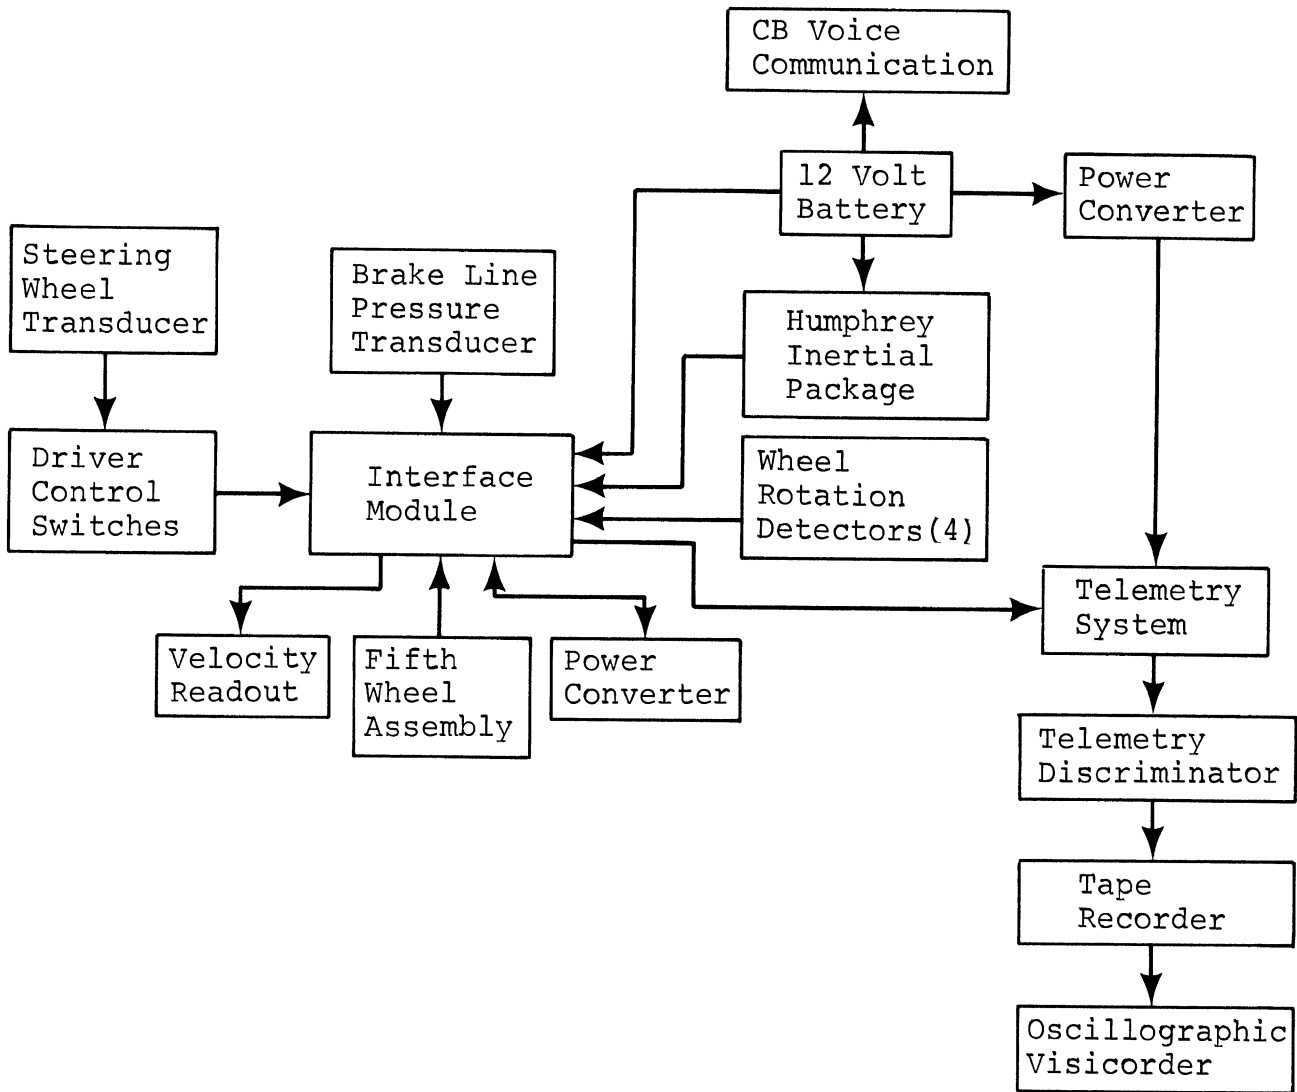 CB Voice
Communication
12 Volt
Battery
Power
Converter
Steering
Wheel
Transducer
Brake Line
Pressure
Transducer
Humphrey
Inertial
Package
Driver
Control
Switches
Interface
Module
Wheel
Rotation
Detectors(4)
Telemetry
System
Velocity
Readout
Fifth
Wheel
Assembly
Power
Converter
Telemetry
Discriminator
Tape
Recorder
Oscillographic
Visicorder